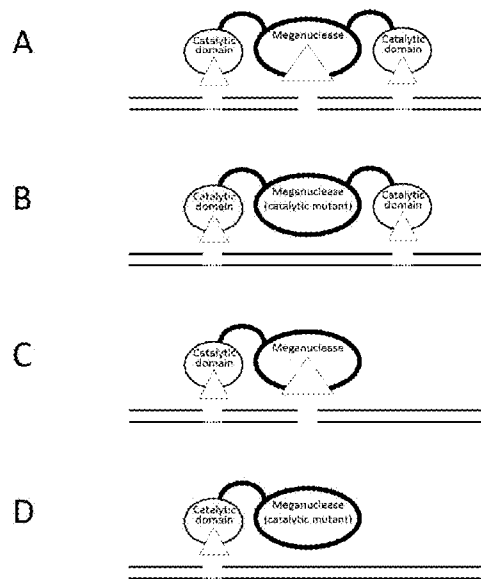 A
Catalytic
domain
Meganuclease
Catalytic
domain
B
Catalytic
domain
Meganuclease
(catalytic mutant)
Catalytic
domain
C
Catalytic
domain
Meganuclease
D
Catalytic
domain
Meganuclease
(catalytic mutant)